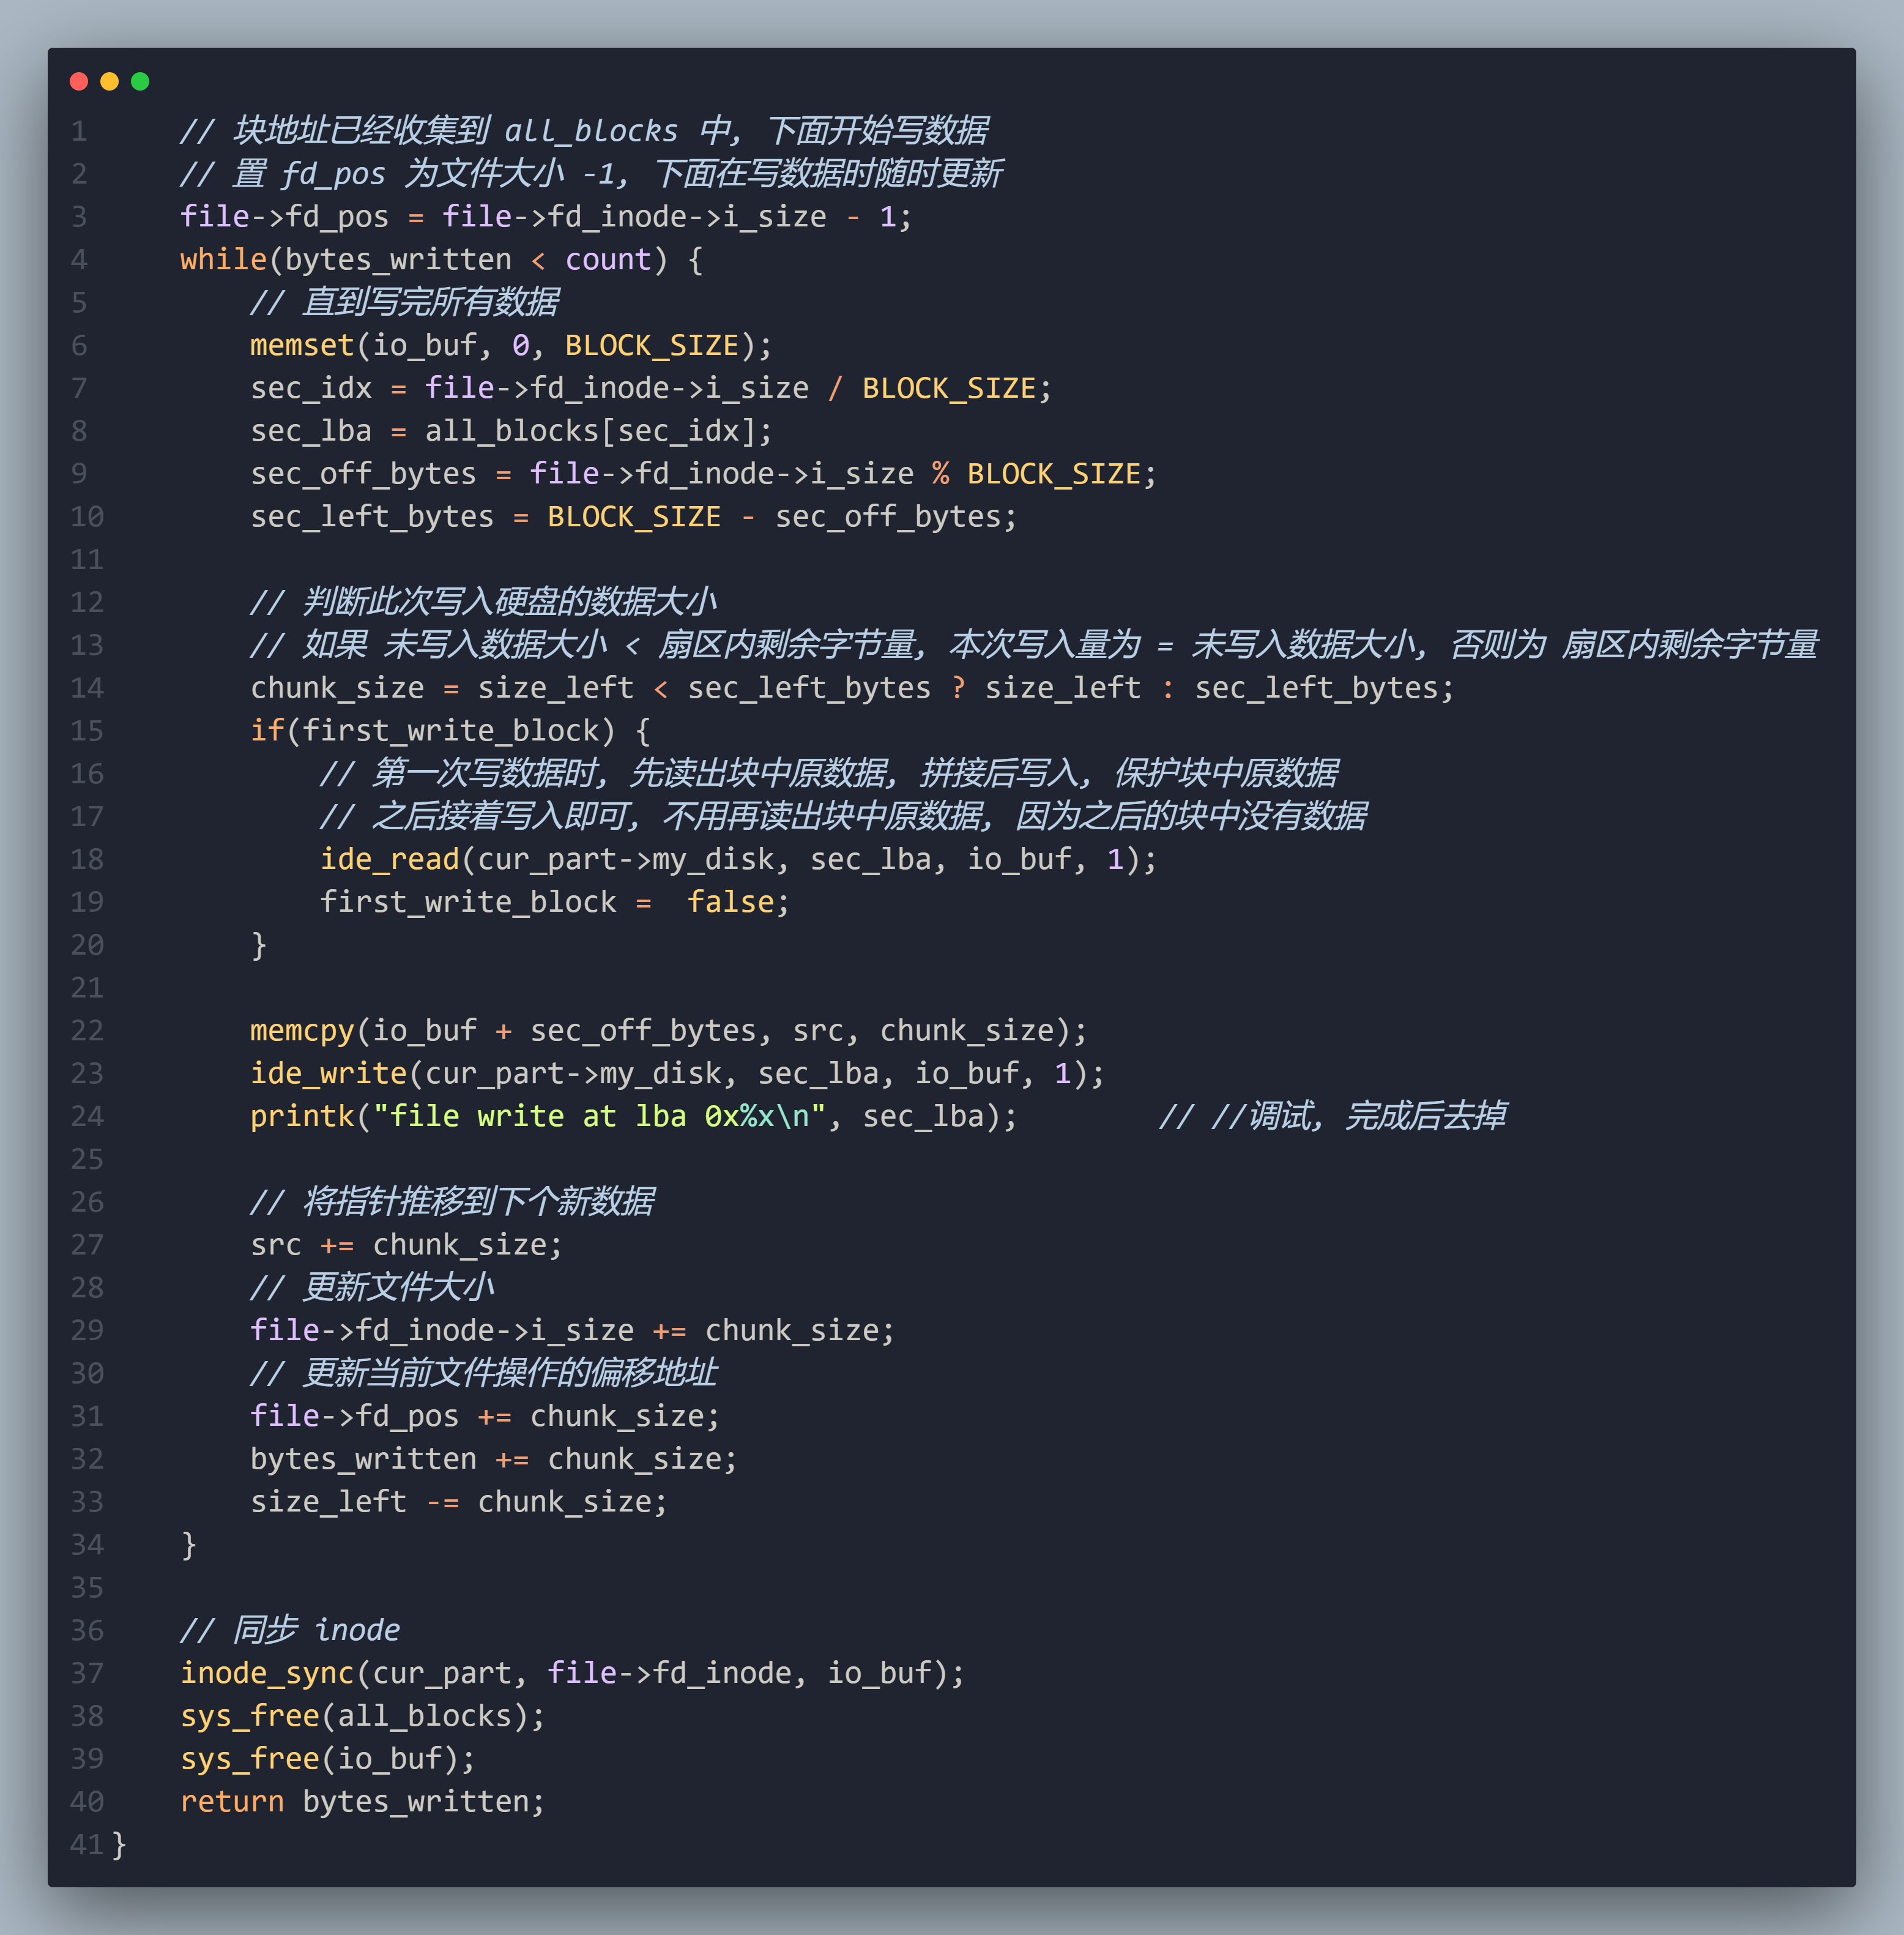 1 // 块地址已经收集到 all_blocks 中, 下面开始写数据
2 // 置 fd_pos 为文件大小 -1, 下面在写数据时随时更新
3 file->fd_pos = file->fd_inode->i_size - 1;
4 while(bytes_written < count) {
5 // 直到写完所有数据
6 memset(io_buf, 0, BLOCK_SIZE);
7 sec_idx = file->fd_inode->i_size / BLOCK_SIZE;
8 sec_lba = all_blocks[sec_idx];
9 sec_off_bytes = file->fd_inode->i_size % BLOCK_SIZE;
10 sec_left_bytes = BLOCK_SIZE - sec_off_bytes;
11
12 // 判断此次写入硬盘的数据大小
13 // 如果 未写入数据大小 < 扇区内剩余字节量, 本次写入量为 = 未写入数据大小, 否则为 扇区内剩余字节量
14 chunk_size = size_left < sec_left_bytes ? size_left : sec_left_bytes;
15 if(first_write_block) {
16 // 第一次写数据时, 先读出块中原数据, 拼接后写入, 保护块中原数据
17 // 之后接着写入即可, 不用再读出块中原数据, 因为之后的块中没有数据
18 ide_read(cur_part->my_disk, sec_lba, io_buf, 1);
19 first_write_block =  false;
20 }
21
22 memcpy(io_buf + sec_off_bytes, src, chunk_size);
23 ide_write(cur_part->my_disk, sec_lba, io_buf, 1);
24 printk("file write at lba 0x%x\n", sec_lba);        // //调试, 完成后去掉
25
26 // 将指针推移到下个新数据
27 src += chunk_size;
28 // 更新文件大小
29 file->fd_inode->i_size += chunk_size;
30 // 更新当前文件操作的偏移地址
31 file->fd_pos += chunk_size;
32 bytes_written += chunk_size;
33 size_left -= chunk_size;
34 }
35
36 // 同步 inode
37 inode_sync(cur_part, file->fd_inode, io_buf);
38 sys_free(all_blocks);
39 sys_free(io_buf);
40 return bytes_written;
41 }